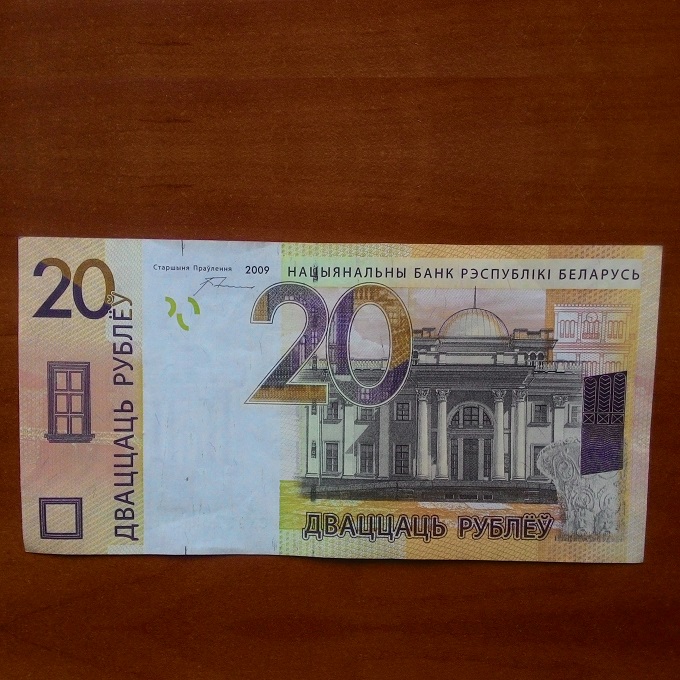 20
ДВАЦЦАЦЬ РУБЛЁЎ
Старшыня Праўлення
2009
НАЦЫЯНАЛЬНЫ БАНК РЭСПУБЛІКІ БЕЛАРУСЬ
20
ДВАЦЦАЦЬ РУБЛЁЎ